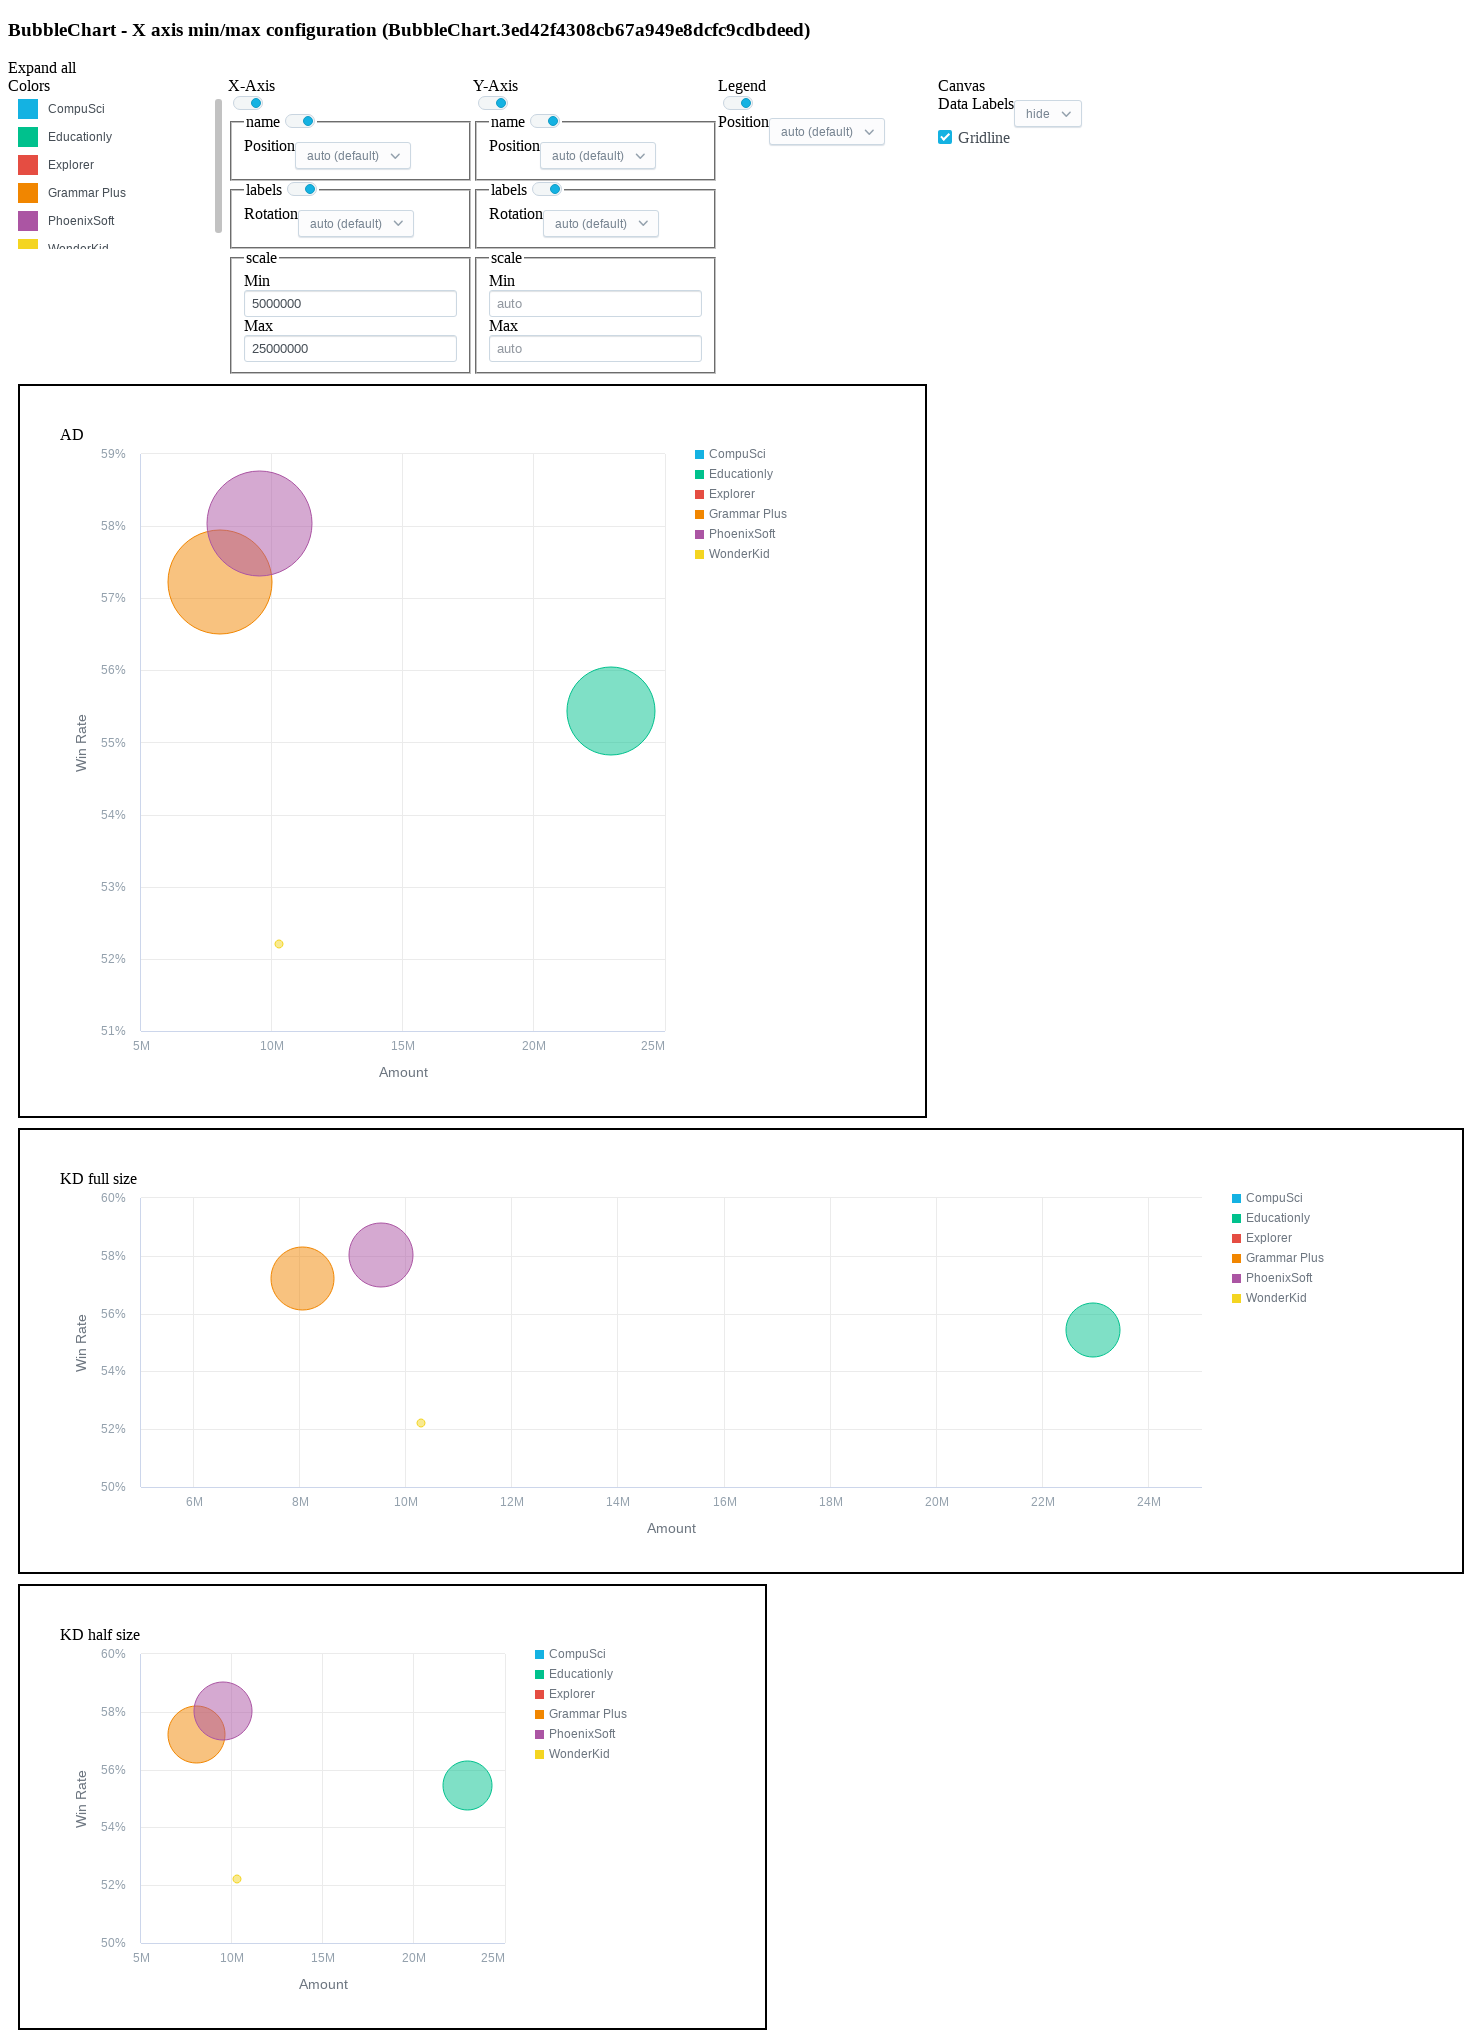 BubbleChart - X axis min/max configuration (BubbleChart.3ed42f4308cb67a949e8dcfc9cdbdeed)
Expand all
Colors
CompuSci
Educationly
Explorer
Grammar Plus
PhoenixSoft
WonderKid
X-Axis
name
Position auto (default)
labels
Rotation auto (default)
scale
Min
5000000
Max
25000000
Y-Axis
name
Position auto (default)
labels
Rotation auto (default)
scale
Min
auto
Max
auto
Legend
Position auto (default)
Canvas
Data Labels hide
Gridline
AD
59%
58%
57%
56%
55%
54%
53%
52%
51%
Win Rate
5M 10M 15M 20M 25M
Amount
CompuSci
Educationly
Explorer
Grammar Plus
PhoenixSoft
WonderKid
KD full size
60%
58%
56%
54%
52%
50%
Win Rate
6M 8M 10M 12M 14M 16M 18M 20M 22M 24M
Amount
CompuSci
Educationly
Explorer
Grammar Plus
PhoenixSoft
WonderKid
KD half size
60%
58%
56%
54%
52%
50%
Win Rate
5M 10M 15M 20M 25M
Amount
CompuSci
Educationly
Explorer
Grammar Plus
PhoenixSoft
WonderKid